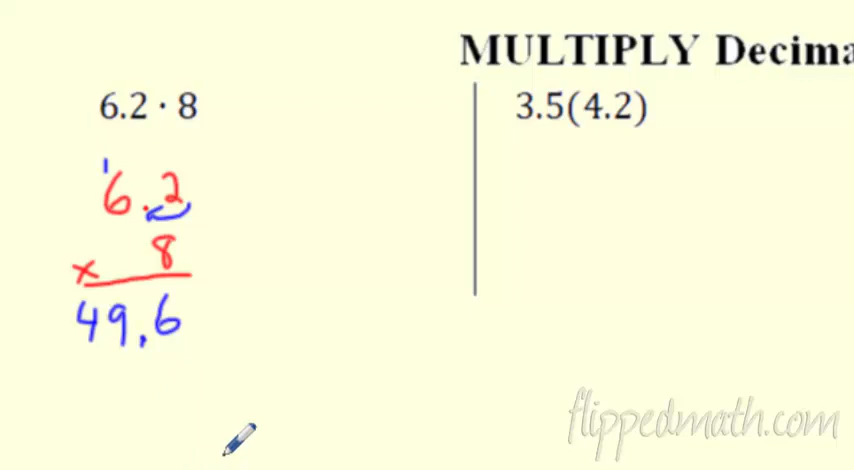 MULTIPLY Decima
6.2 · 8
1
6.2
8
×
49.6
3.5(4.2)
flippedmath.com